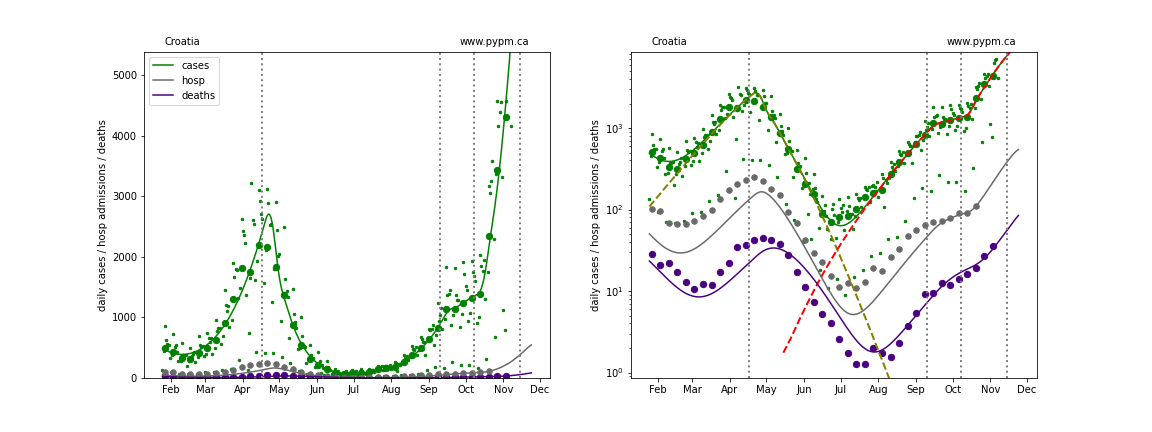 Croatia www.pypm.ca
cases
hosp
deaths
daily cases / hosp admissions / deaths
5000
4000
3000
2000
1000
0
Feb Mar Apr May Jun Jul Aug Sep Oct Nov Dec
Croatia www.pypm.ca
daily cases / hosp admissions / deaths
10³
10²
10¹
10⁰
Feb Mar Apr May Jun Jul Aug Sep Oct Nov Dec